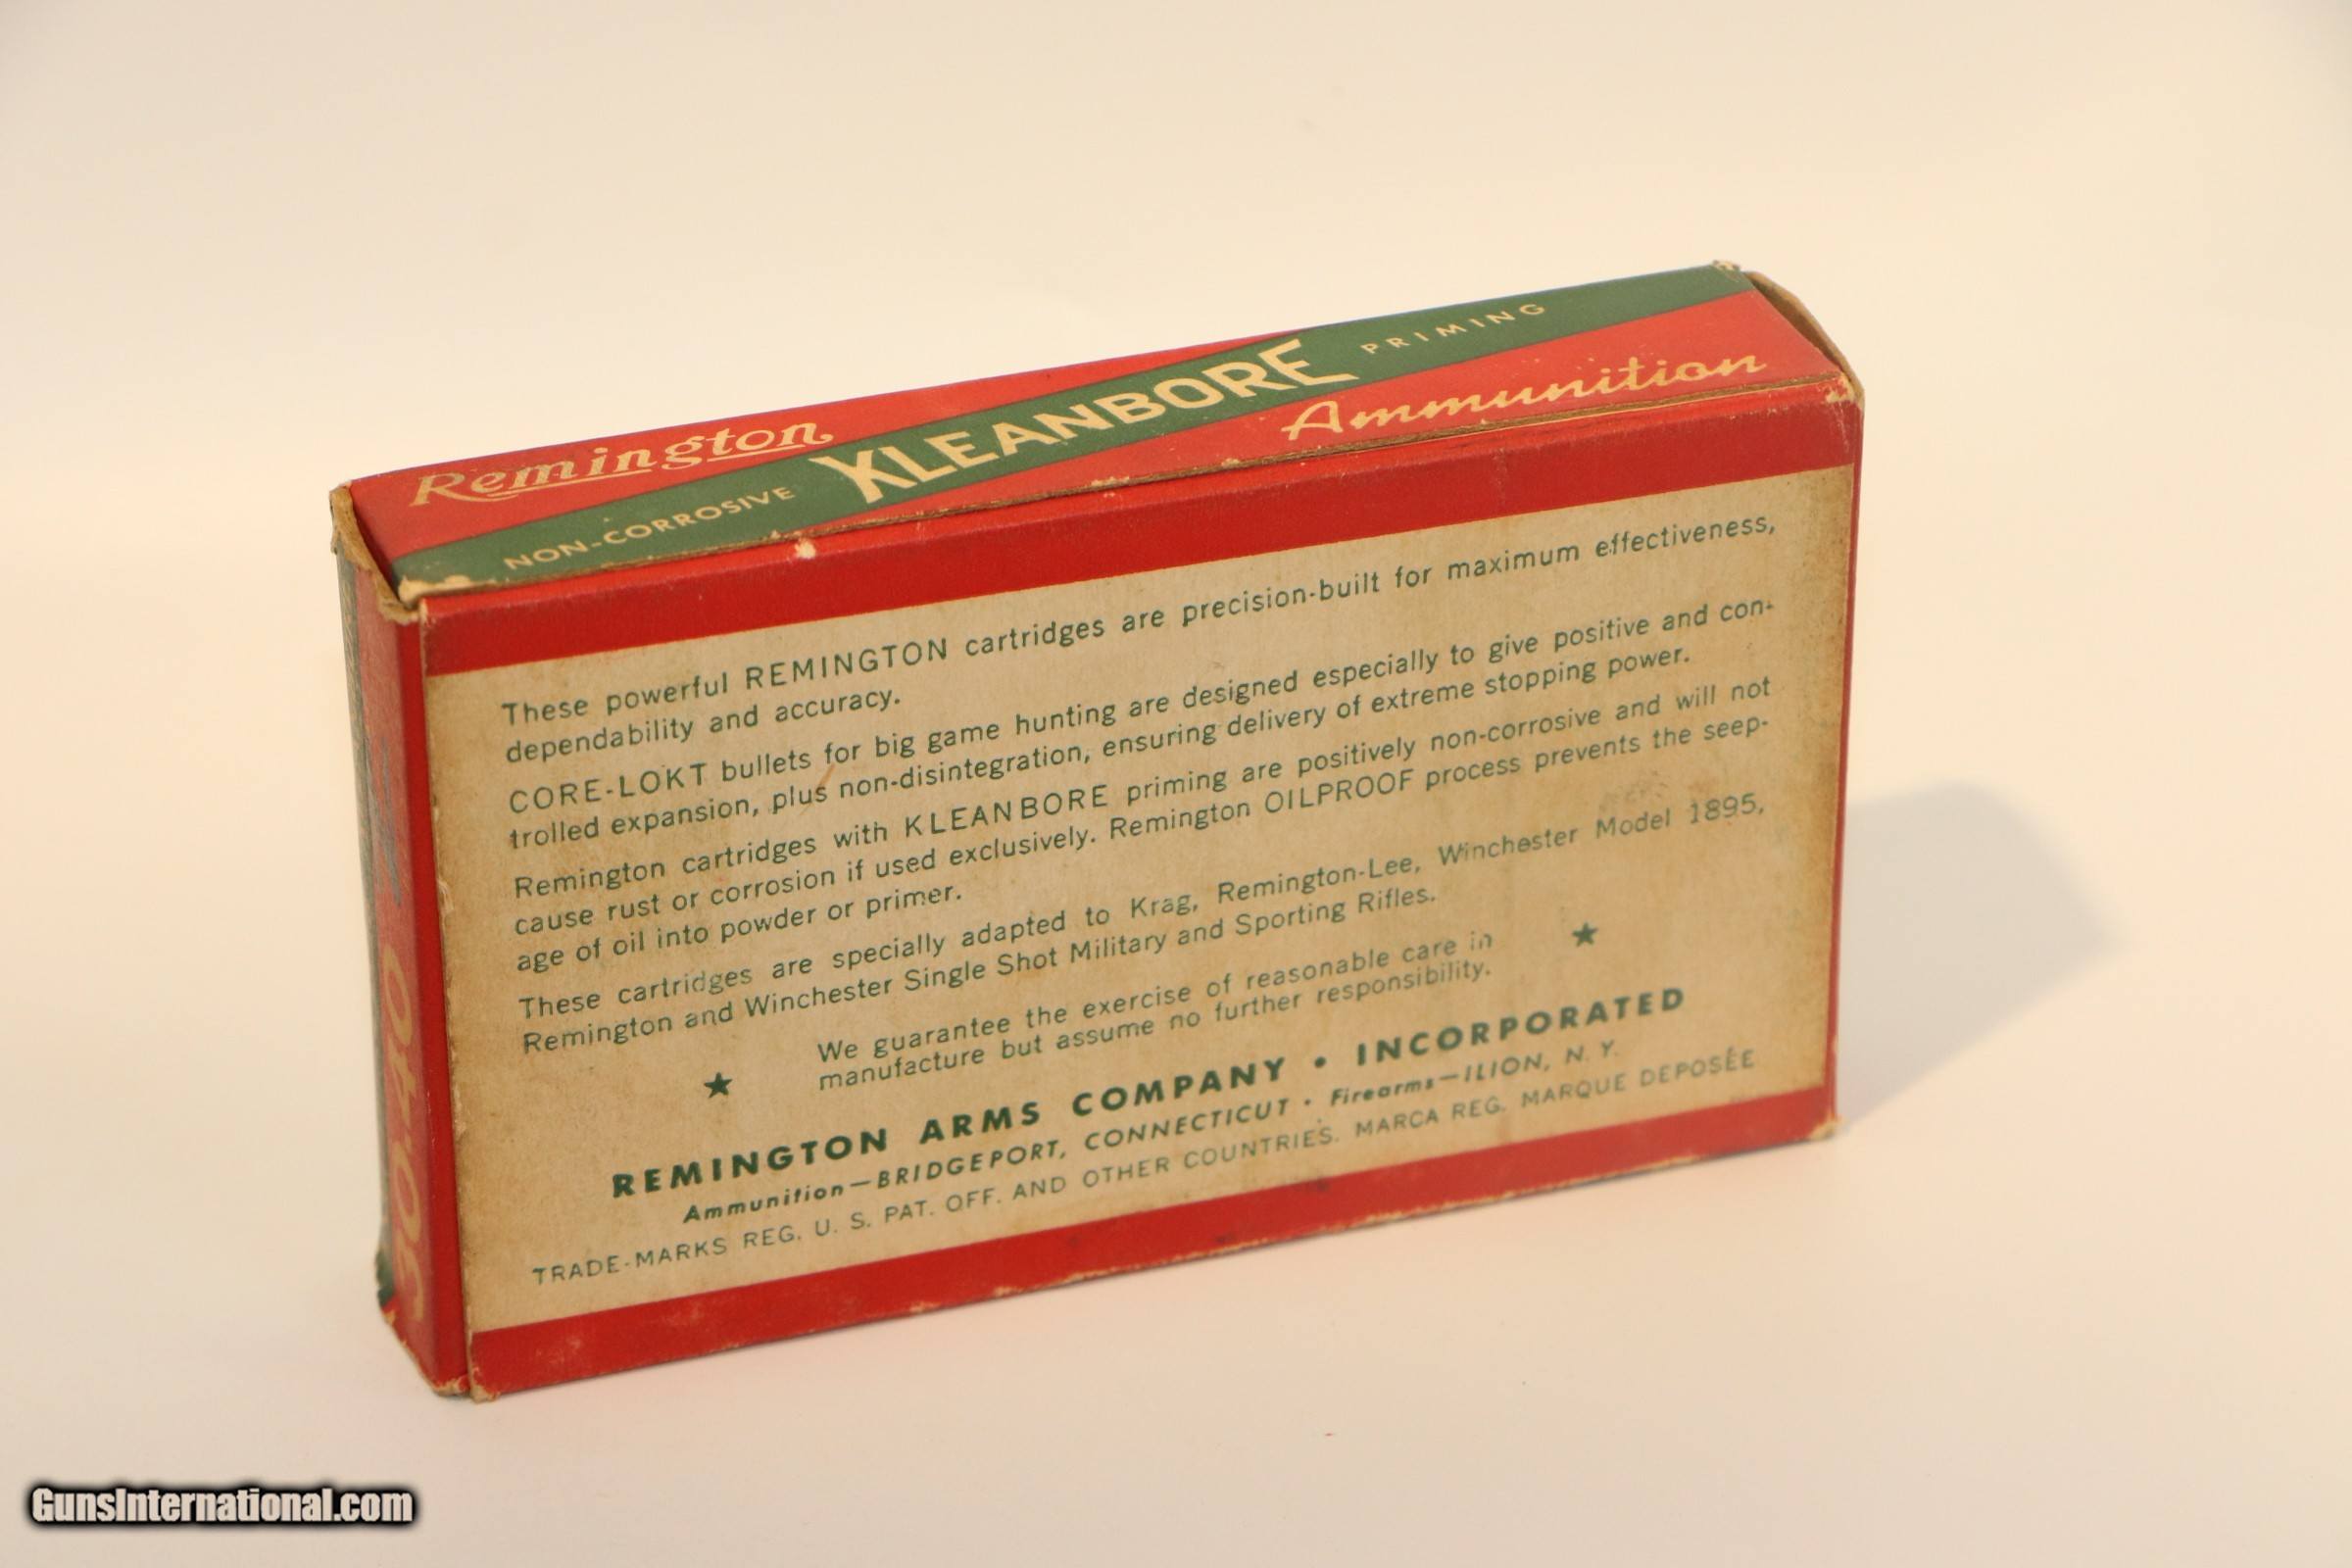 Remington
NON-CORROSIVE KLEANBORE PRIMING
Ammunition
These powerful REMINGTON cartridges are precision-built for maximum effectiveness,
dependability and accuracy.
CORE-LOKT bullets for big game hunting are designed especially to give positive and con-
trolled expansion, plus non-disintegration, ensuring delivery of extreme stopping power.
Remington cartridges with KLEANBORE priming are positively non-corrosive and will not
cause rust or corrosion if used exclusively. Remington OILPROOF process prevents the seep-
age of oil into powder or primer.
These cartridges are specially adapted to Krag, Remington-Lee, Winchester Model 1895,
Remington and Winchester Single Shot Military and Sporting Rifles.
We guarantee the exercise of reasonable care in
manufacture but assume no further responsibility.
REMINGTON ARMS COMPANY • INCORPORATED
Ammunition—BRIDGEPORT, CONNECTICUT • Firearms—ILION, N. Y.
TRADE-MARKS REG. U. S. PAT. OFF. AND OTHER COUNTRIES. MARCA REG. MARQUE DEPOSÉE
30.40
GunsInternational.com